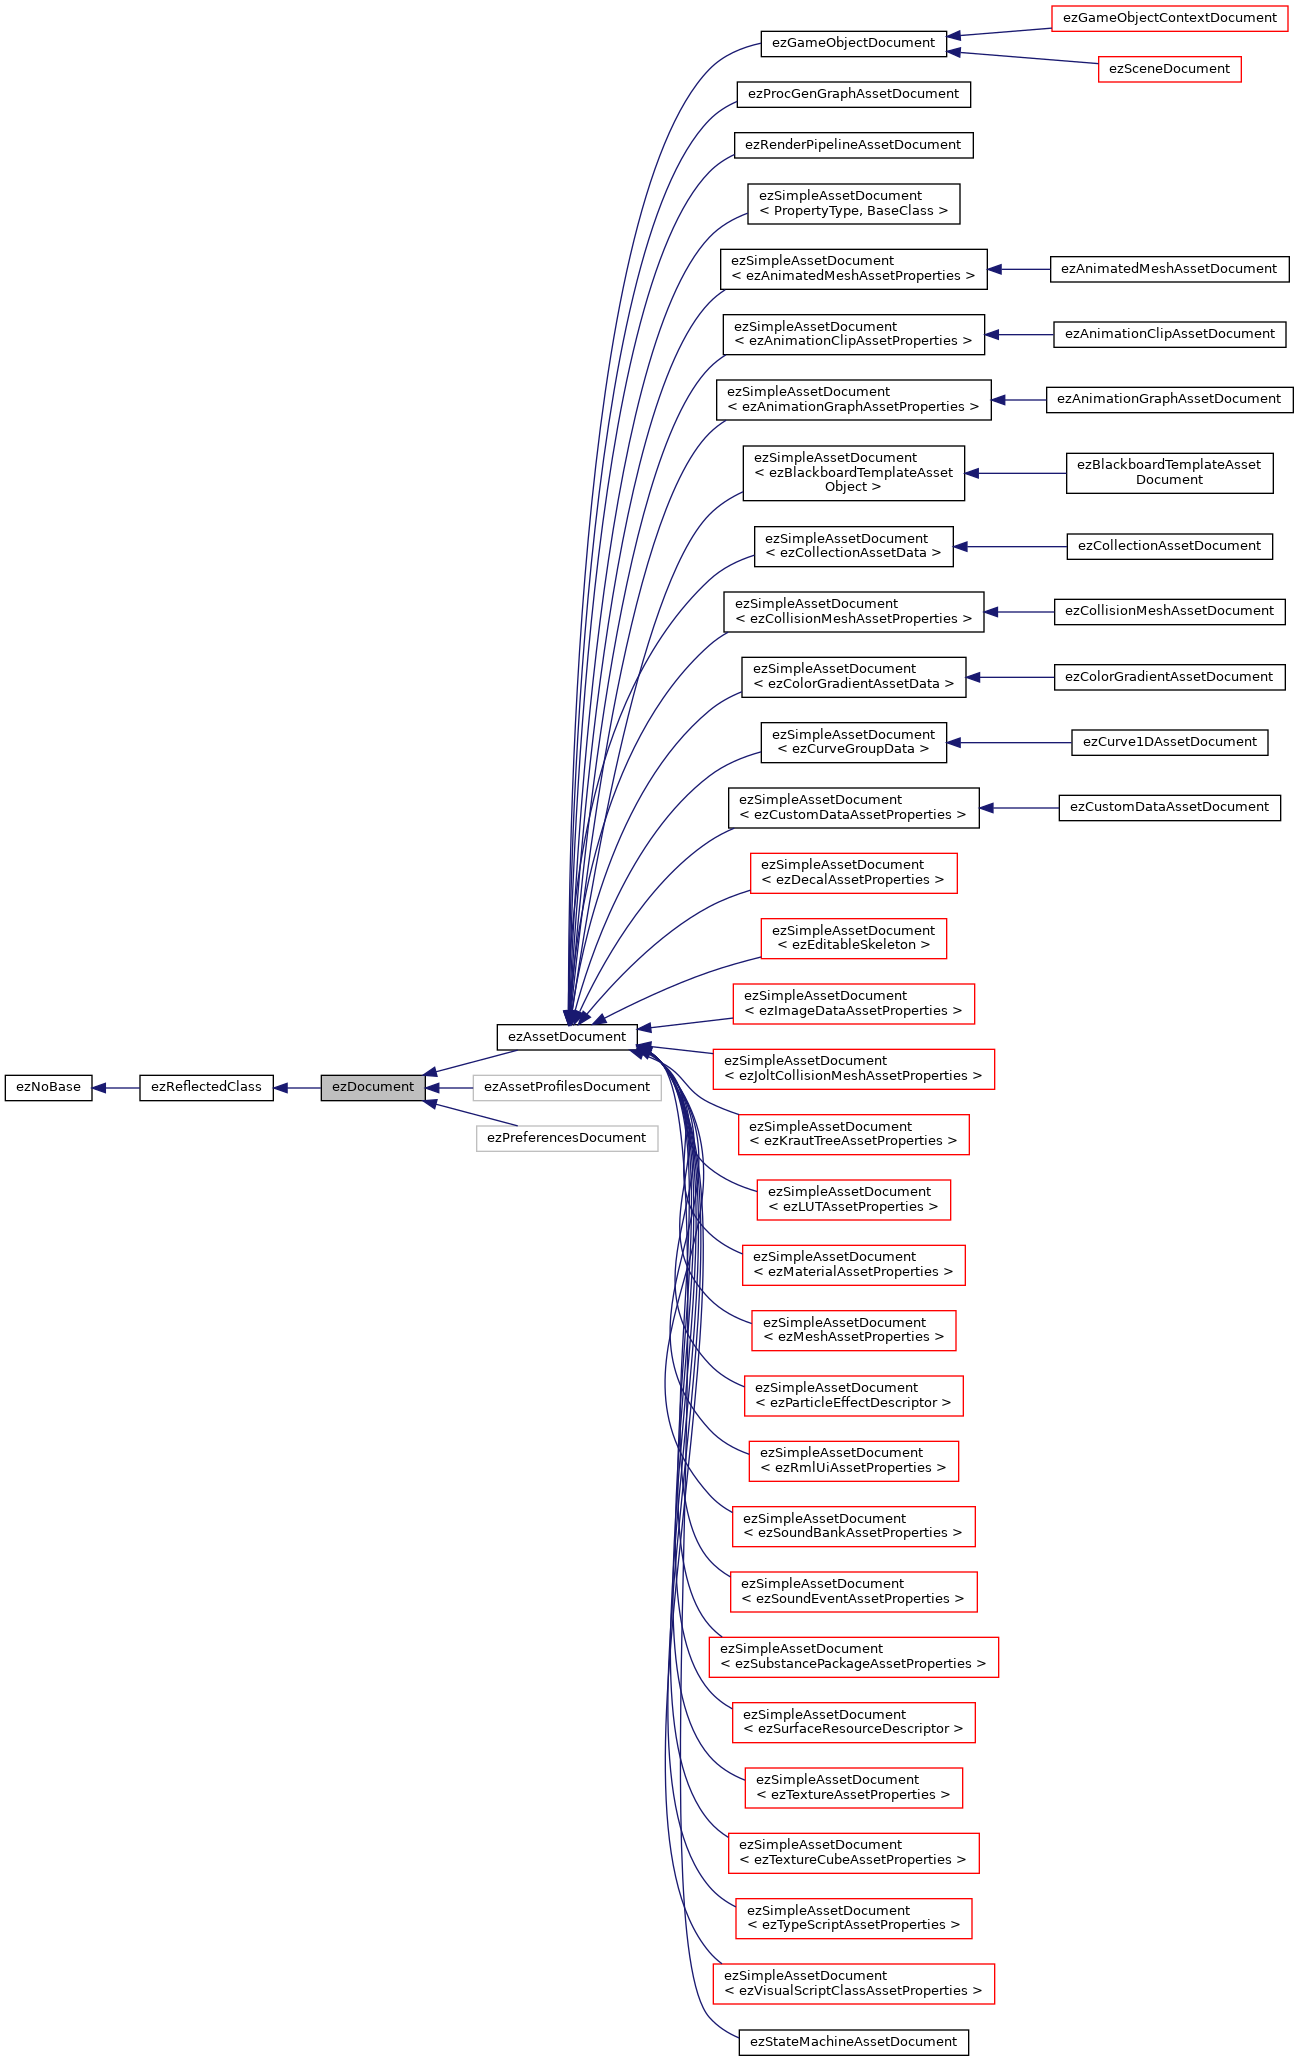 ezGameObjectContextDocument
ezGameObjectDocument
ezSceneDocument
ezProcGenGraphAssetDocument
ezRenderPipelineAssetDocument
ezSimpleAssetDocument
< PropertyType, BaseClass >
ezSimpleAssetDocument
< ezAnimatedMeshAssetProperties >
ezAnimatedMeshAssetDocument
ezSimpleAssetDocument
< ezAnimationClipAssetProperties >
ezAnimationClipAssetDocument
ezSimpleAssetDocument
< ezAnimationGraphAssetProperties >
ezAnimationGraphAssetDocument
ezSimpleAssetDocument
< ezBlackboardTemplateAsset
Object >
ezBlackboardTemplateAsset
Document
ezSimpleAssetDocument
< ezCollectionAssetData >
ezCollectionAssetDocument
ezSimpleAssetDocument
< ezCollisionMeshAssetProperties >
ezCollisionMeshAssetDocument
ezSimpleAssetDocument
< ezColorGradientAssetData >
ezColorGradientAssetDocument
ezSimpleAssetDocument
< ezCurveGroupData >
ezCurve1DAssetDocument
ezSimpleAssetDocument
< ezCustomDataAssetProperties >
ezCustomDataAssetDocument
ezSimpleAssetDocument
< ezDecalAssetProperties >
ezSimpleAssetDocument
< ezEditableSkeleton >
ezSimpleAssetDocument
< ezImageDataAssetProperties >
ezAssetDocument
ezSimpleAssetDocument
< ezJoltCollisionMeshAssetProperties >
ezNoBase
ezReflectedClass
ezDocument
ezAssetProfilesDocument
ezPreferencesDocument
ezSimpleAssetDocument
< ezKrautTreeAssetProperties >
ezSimpleAssetDocument
< ezLUTAssetProperties >
ezSimpleAssetDocument
< ezMaterialAssetProperties >
ezSimpleAssetDocument
< ezMeshAssetProperties >
ezSimpleAssetDocument
< ezParticleEffectDescriptor >
ezSimpleAssetDocument
< ezRmlUiAssetProperties >
ezSimpleAssetDocument
< ezSoundBankAssetProperties >
ezSimpleAssetDocument
< ezSoundEventAssetProperties >
ezSimpleAssetDocument
< ezSubstancePackageAssetProperties >
ezSimpleAssetDocument
< ezSurfaceResourceDescriptor >
ezSimpleAssetDocument
< ezTextureAssetProperties >
ezSimpleAssetDocument
< ezTextureCubeAssetProperties >
ezSimpleAssetDocument
< ezTypeScriptAssetProperties >
ezSimpleAssetDocument
< ezVisualScriptClassAssetProperties >
ezStateMachineAssetDocument